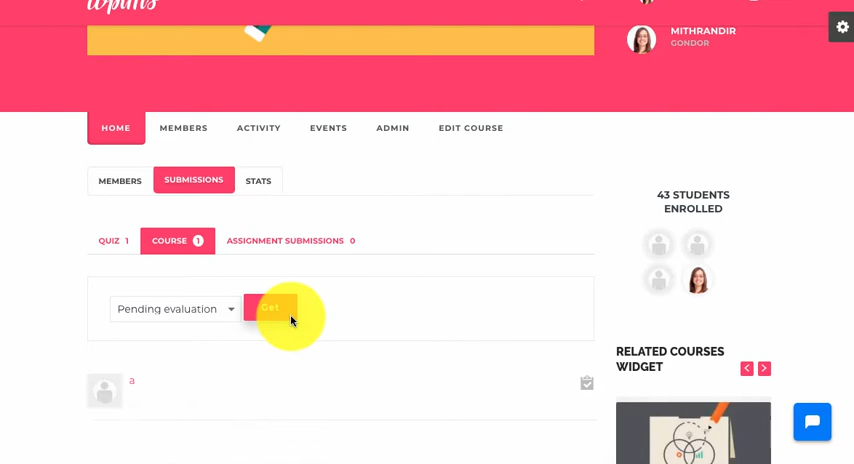 wplms
MITHRANDIR
GONDOR
HOME MEMBERS ACTIVITY EVENTS ADMIN EDIT COURSE
MEMBERS SUBMISSIONS STATS
43 STUDENTS
ENROLLED
QUIZ 1 COURSE 1 ASSIGNMENT SUBMISSIONS 0
Pending evaluation Get
RELATED COURSES
WIDGET
a